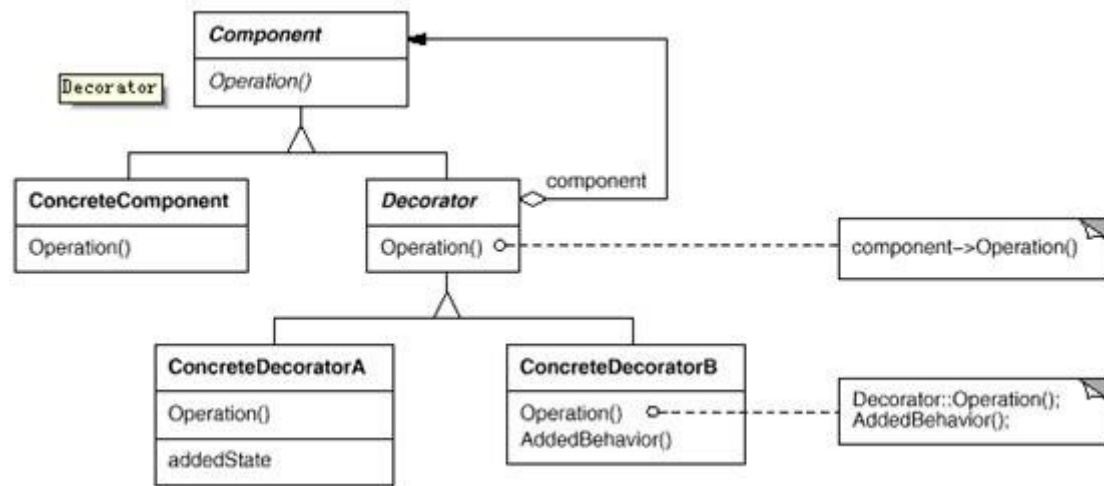 Component
Operation()
Decorator
component
ConcreteComponent
Operation()
Decorator
Operation()
component->Operation()
ConcreteDecoratorA
Operation()
addedState
ConcreteDecoratorB
Operation()
AddedBehavior()
Decorator::Operation();
AddedBehavior();